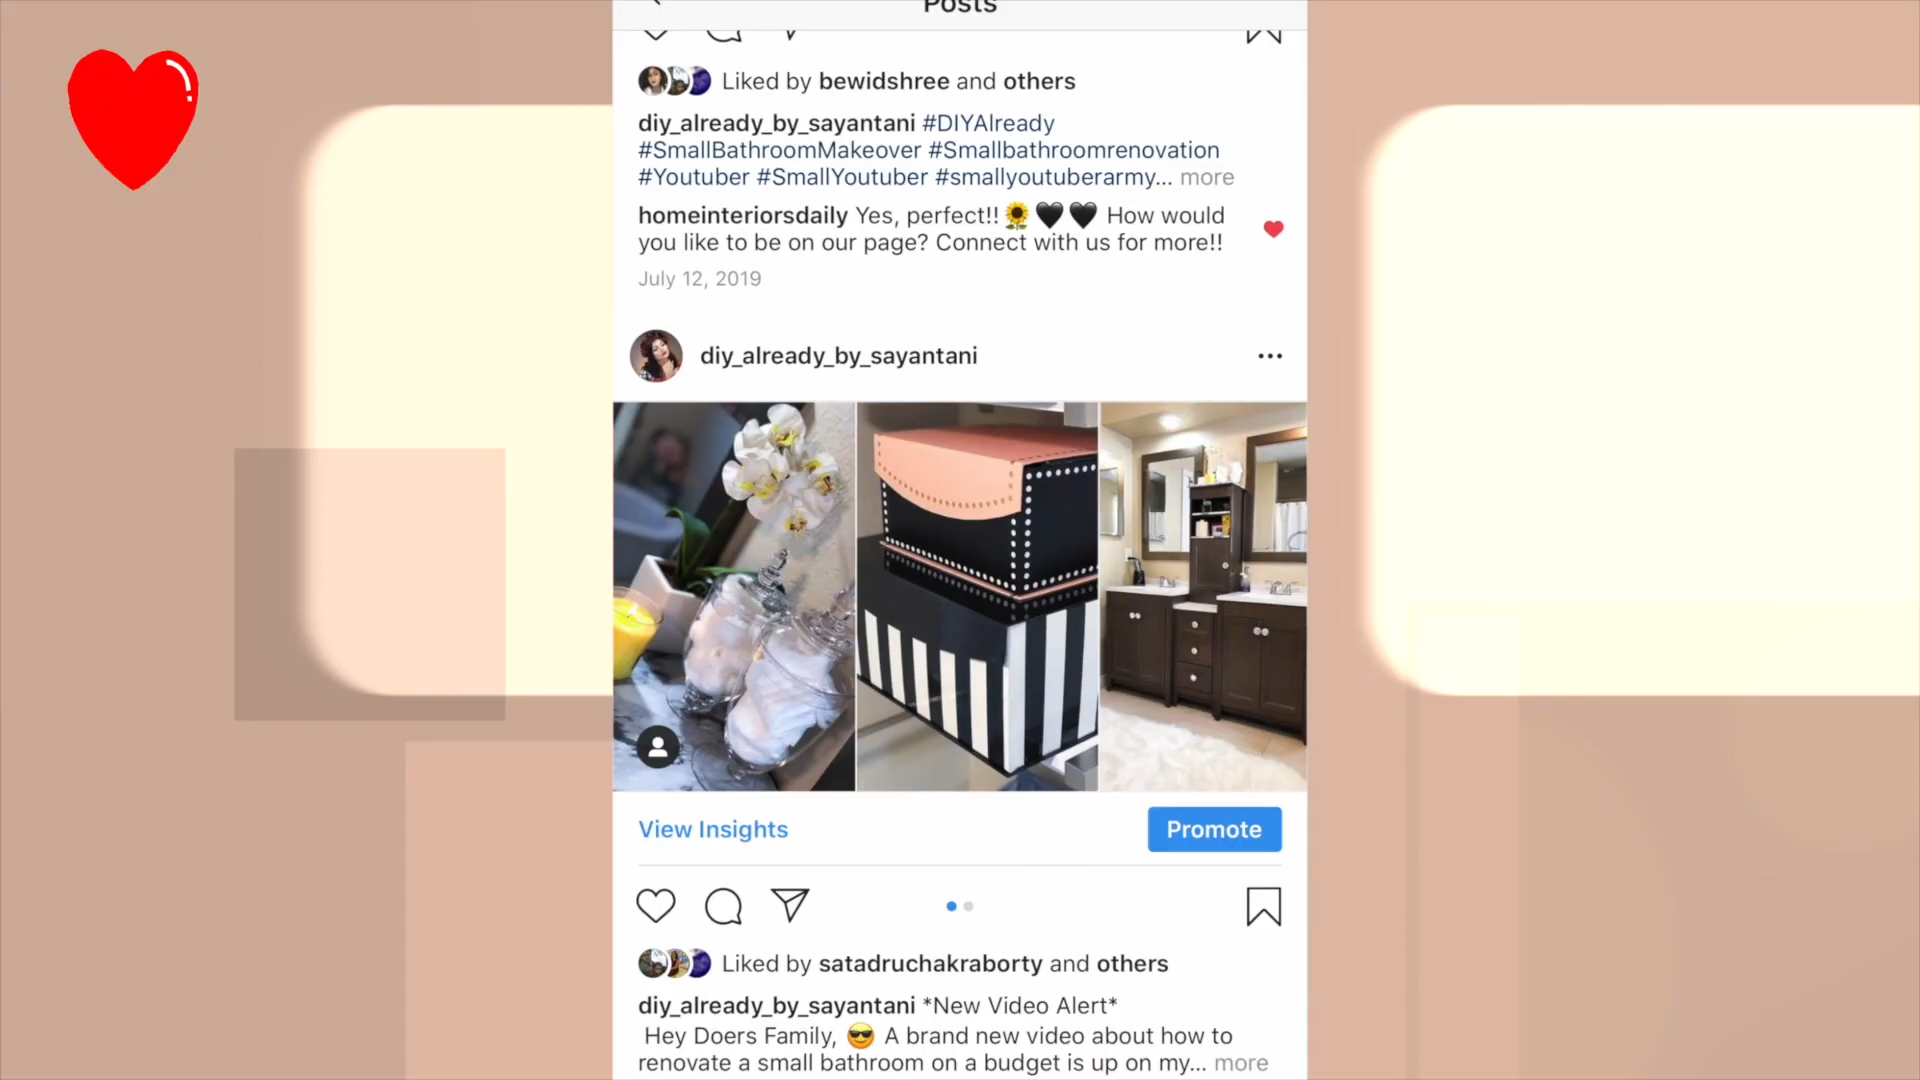 Posts
Liked by bewidshree and others
diy_already_by_sayantani #DIYAlready
#SmallBathroomMakeover #Smallbathroomrenovation
#Youtuber #SmallYoutuber #smallyoutuberarmy... more
homeinteriorsdaily Yes, perfect!!🌻🖤🖤 How would
you like to be on our page? Connect with us for more!!
July 12, 2019
diy_already_by_sayantani
View Insights
Promote
Liked by satadruchakraborty and others
diy_already_by_sayantani *New Video Alert*
Hey Doers Family, 😎 A brand new video about how to
renovate a small bathroom on a budget is up on my... more